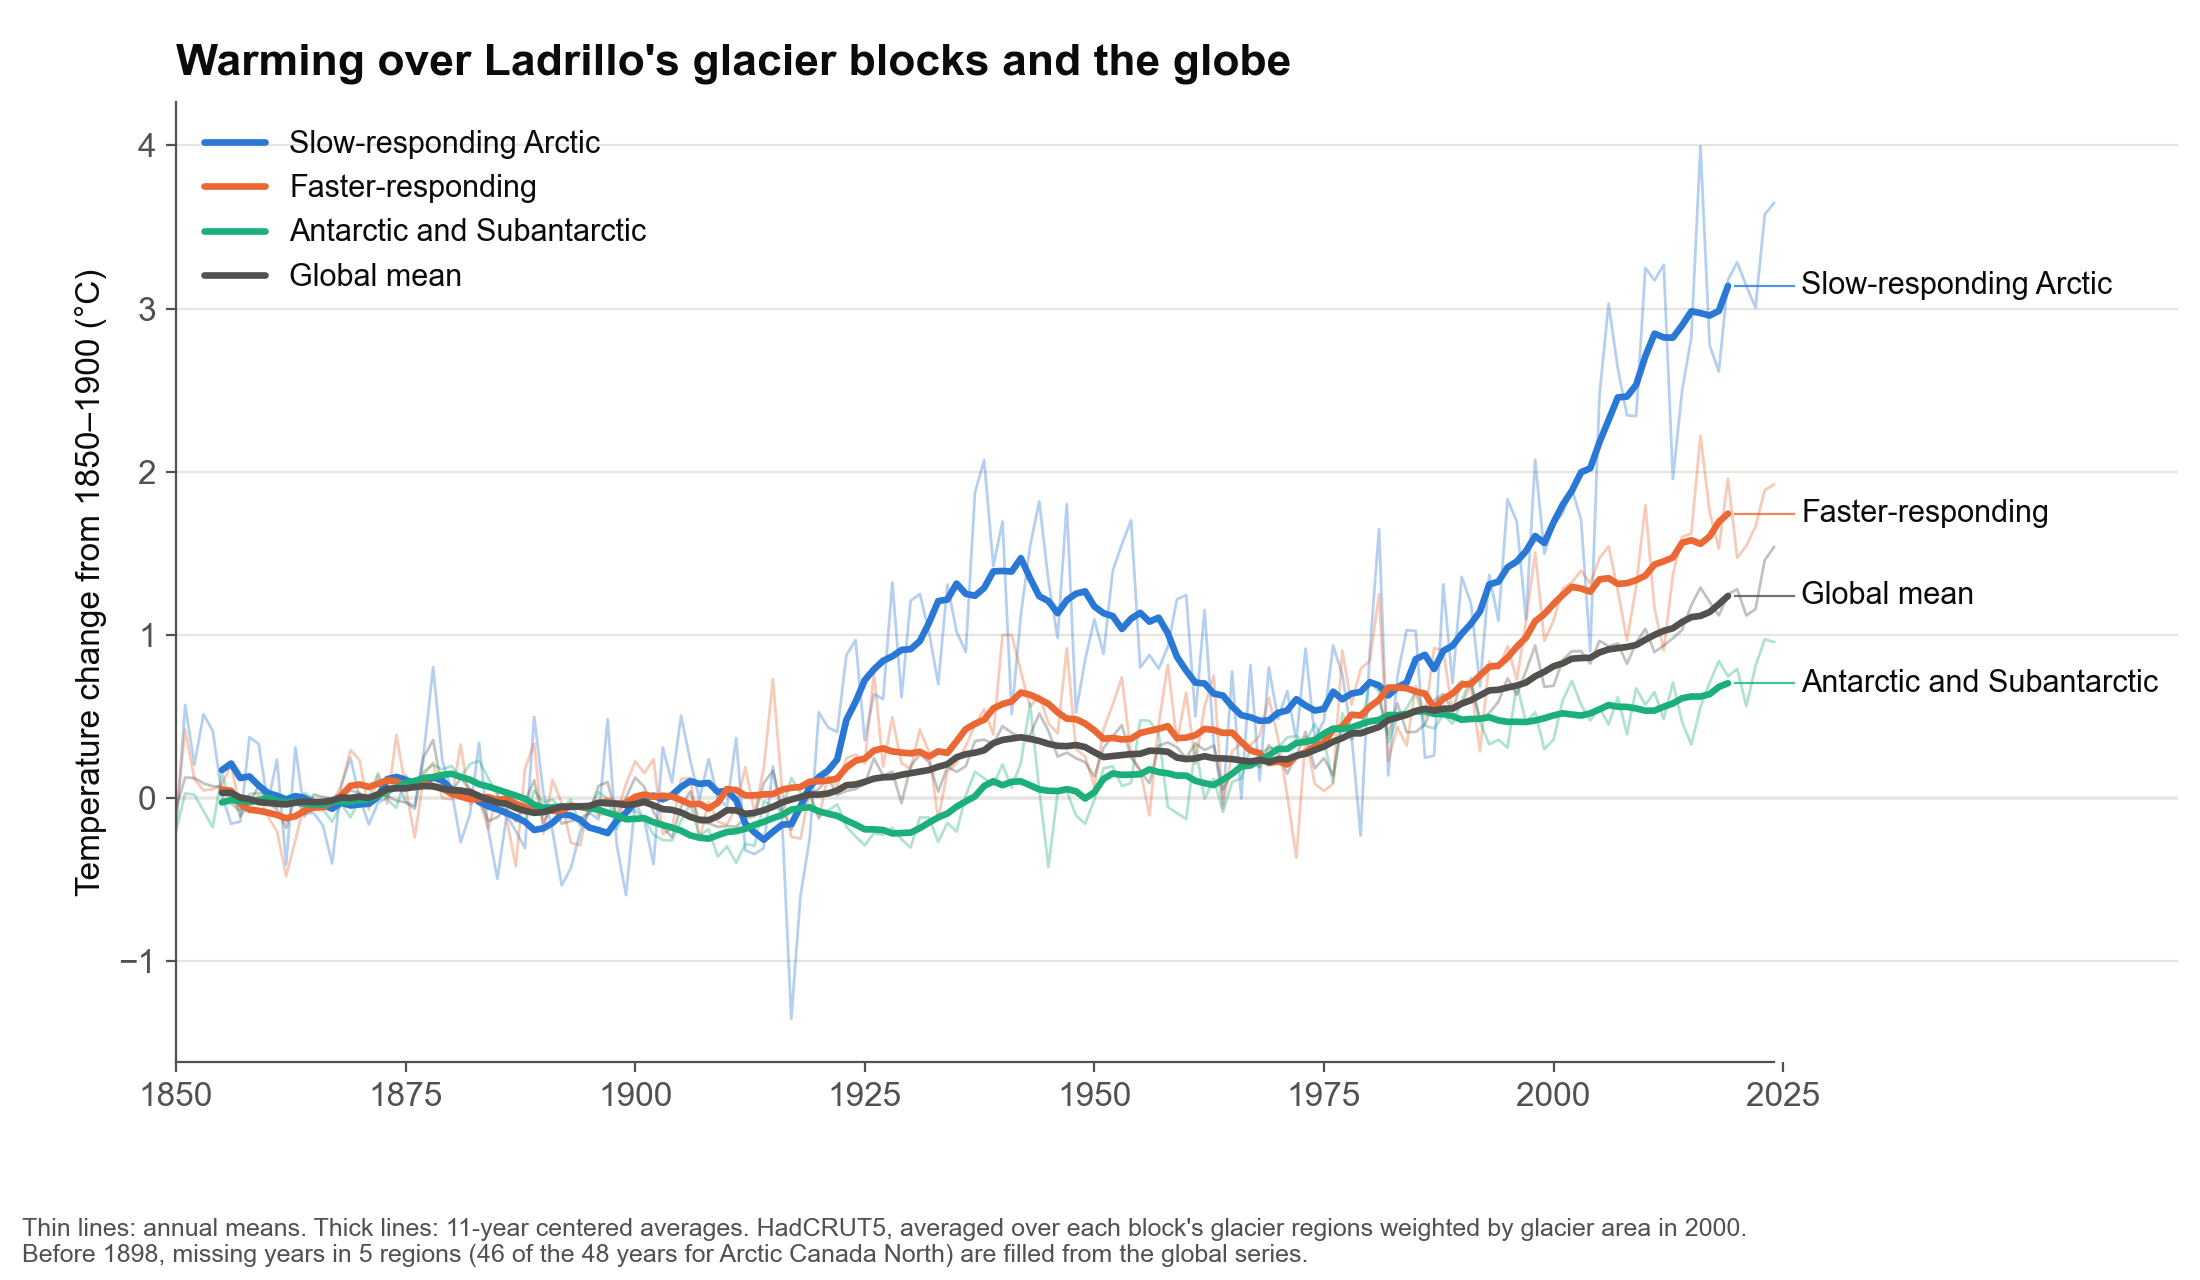 Warming over Ladrillo's glacier blocks and the globe
Temperature change from 1850–1900 (°C)
4
3
2
1
0
−1
Slow-responding Arctic
Faster-responding
Antarctic and Subantarctic
Global mean
Slow-responding Arctic
Faster-responding
Global mean
Antarctic and Subantarctic
1850
1875
1900
1925
1950
1975
2000
2025
Thin lines: annual means. Thick lines: 11-year centered averages. HadCRUT5, averaged over each block's glacier regions weighted by glacier area in 2000.
Before 1898, missing years in 5 regions (46 of the 48 years for Arctic Canada North) are filled from the global series.